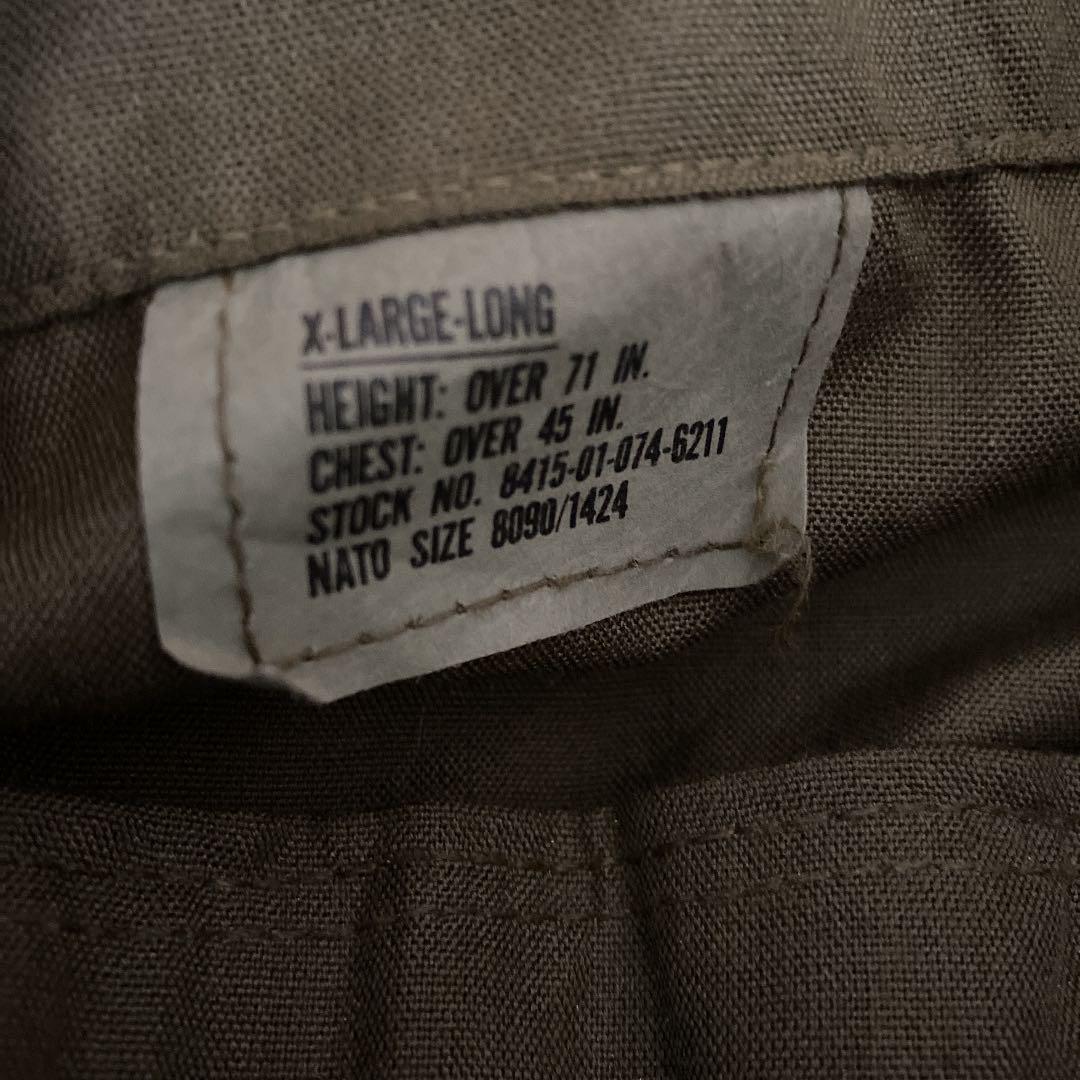 X-LARGE-LONG
HEIGHT: OVER 71 IN.
CHEST: OVER 45 IN.
STOCK NO. 8415-01-074-6211
NATO SIZE 8090/1424